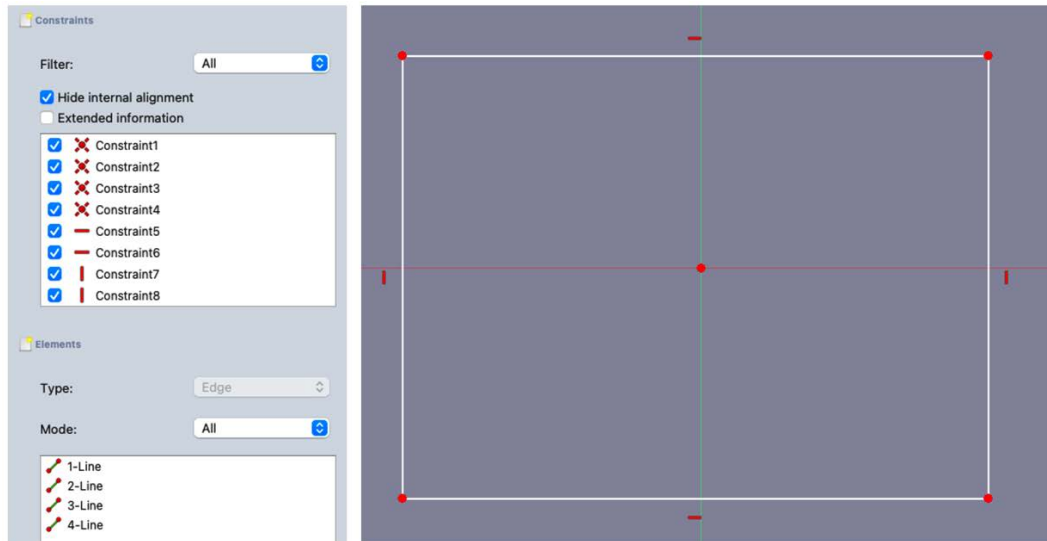 Constraints
Filter: All
Hide internal alignment
Extended information
Constraint1
Constraint2
Constraint3
Constraint4
Constraint5
Constraint6
Constraint7
Constraint8
Elements
Type: Edge
Mode: All
1-Line
2-Line
3-Line
4-Line